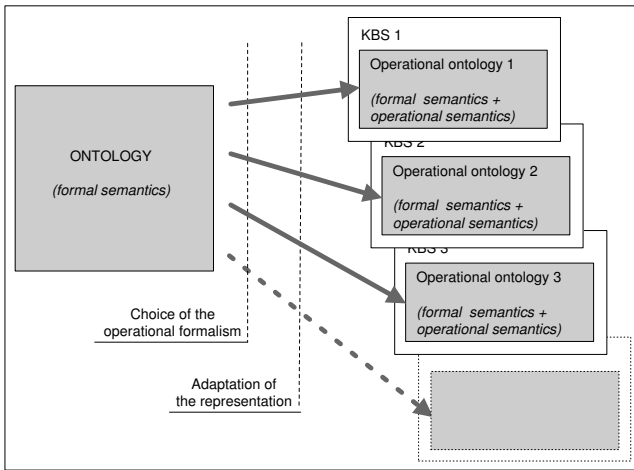 ONTOLOGY
(formal semantics)
Choice of the
operational formalism
Adaptation of
the representation
KBS 1
Operational ontology 1
(formal semantics +
operational semantics)
KBS 2
Operational ontology 2
(formal semantics +
operational semantics)
KBS 3
Operational ontology 3
(formal semantics +
operational semantics)